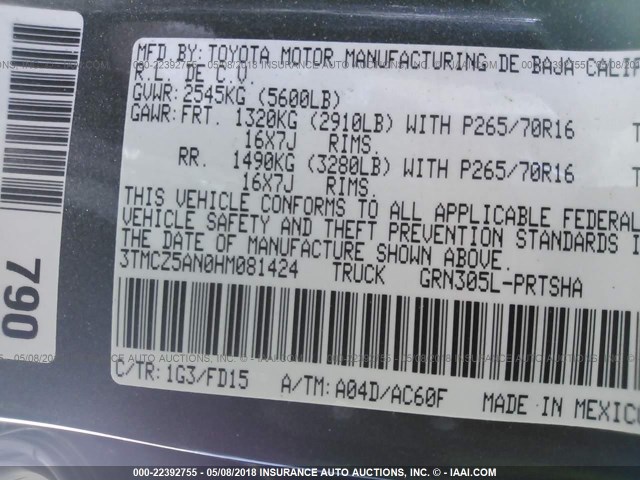 MFD BY: TOYOTA MOTOR MANUFACTURING DE BAJA CALIF
R.L. DE C.V.
GVWR: 2545KG (5600LB)
GAWR: FRT. 1320KG (2910LB) WITH P265/70R16
16X7J RIMS.
RR. 1490KG (3280LB) WITH P265/70R16
16X7J RIMS.
THIS VEHICLE CONFORMS TO ALL APPLICABLE FEDERAL
VEHICLE SAFETY AND THEFT PREVENTION STANDARDS
THE DATE OF MANUFACTURE SHOWN ABOVE.
3TMCZ5AN0HM081424 TRUCK GRN305L-PRTSHA
C/TR: 1G3/FD15 A/TM: A04D/AC60F MADE IN MEXICO
790
000-22392755 - 05/08/2018 - INSURANCE AUTO AUCTIONS, INC. - © - IAAI.COM